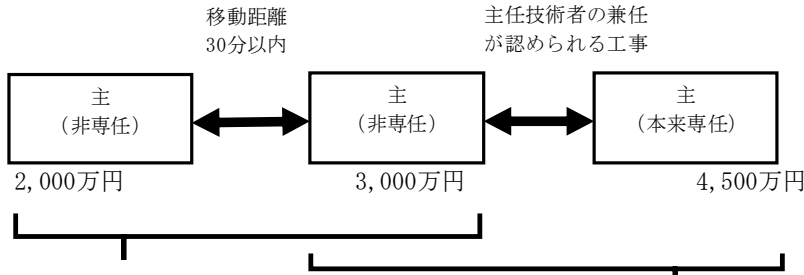 移動距離
30分以内
主任技術者の兼任
が認められる工事
主
（非専任）
主
（非専任）
主
（本来専任）
2,000万円
3,000万円
4,500万円